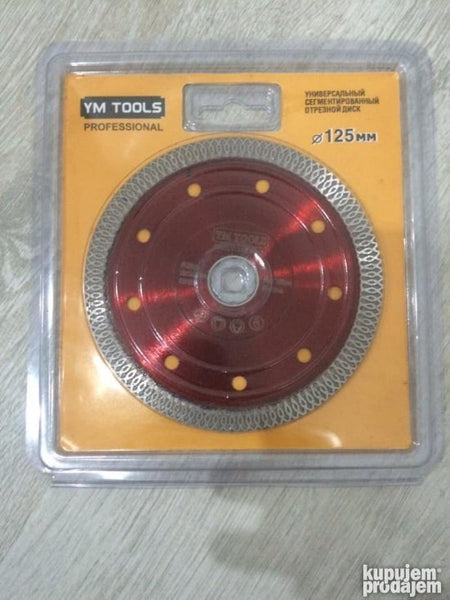 YM TOOLS
PROFESSIONAL
УНИВЕРСАЛЬНЫЙ
СЕГМЕНТИРОВАННЫЙ
ОТРЕЗНОЙ ДИСК
⌀125мм
YM TOOLS
kupujem
prodajem